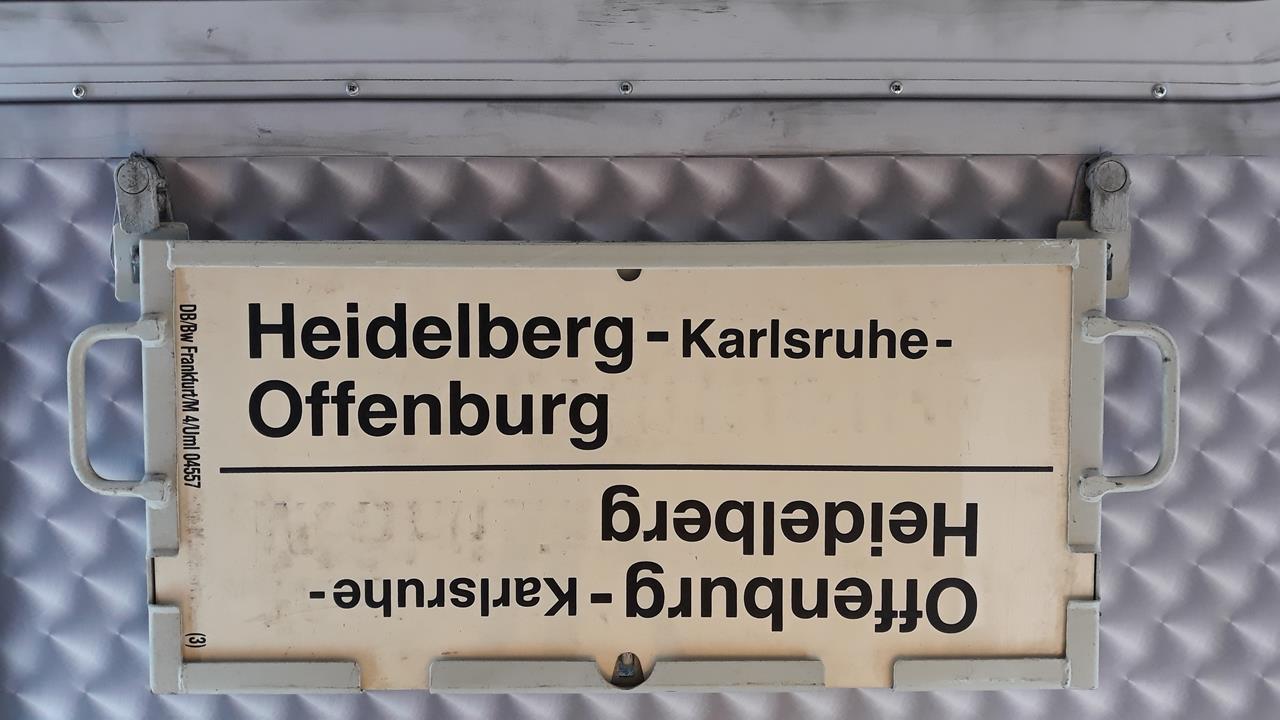 Heidelberg - Karlsruhe -
Offenburg
Offenburg - Karlsruhe -
Heidelberg
DB/Bw Frankfurt/M 4/Uml 04557
(3)